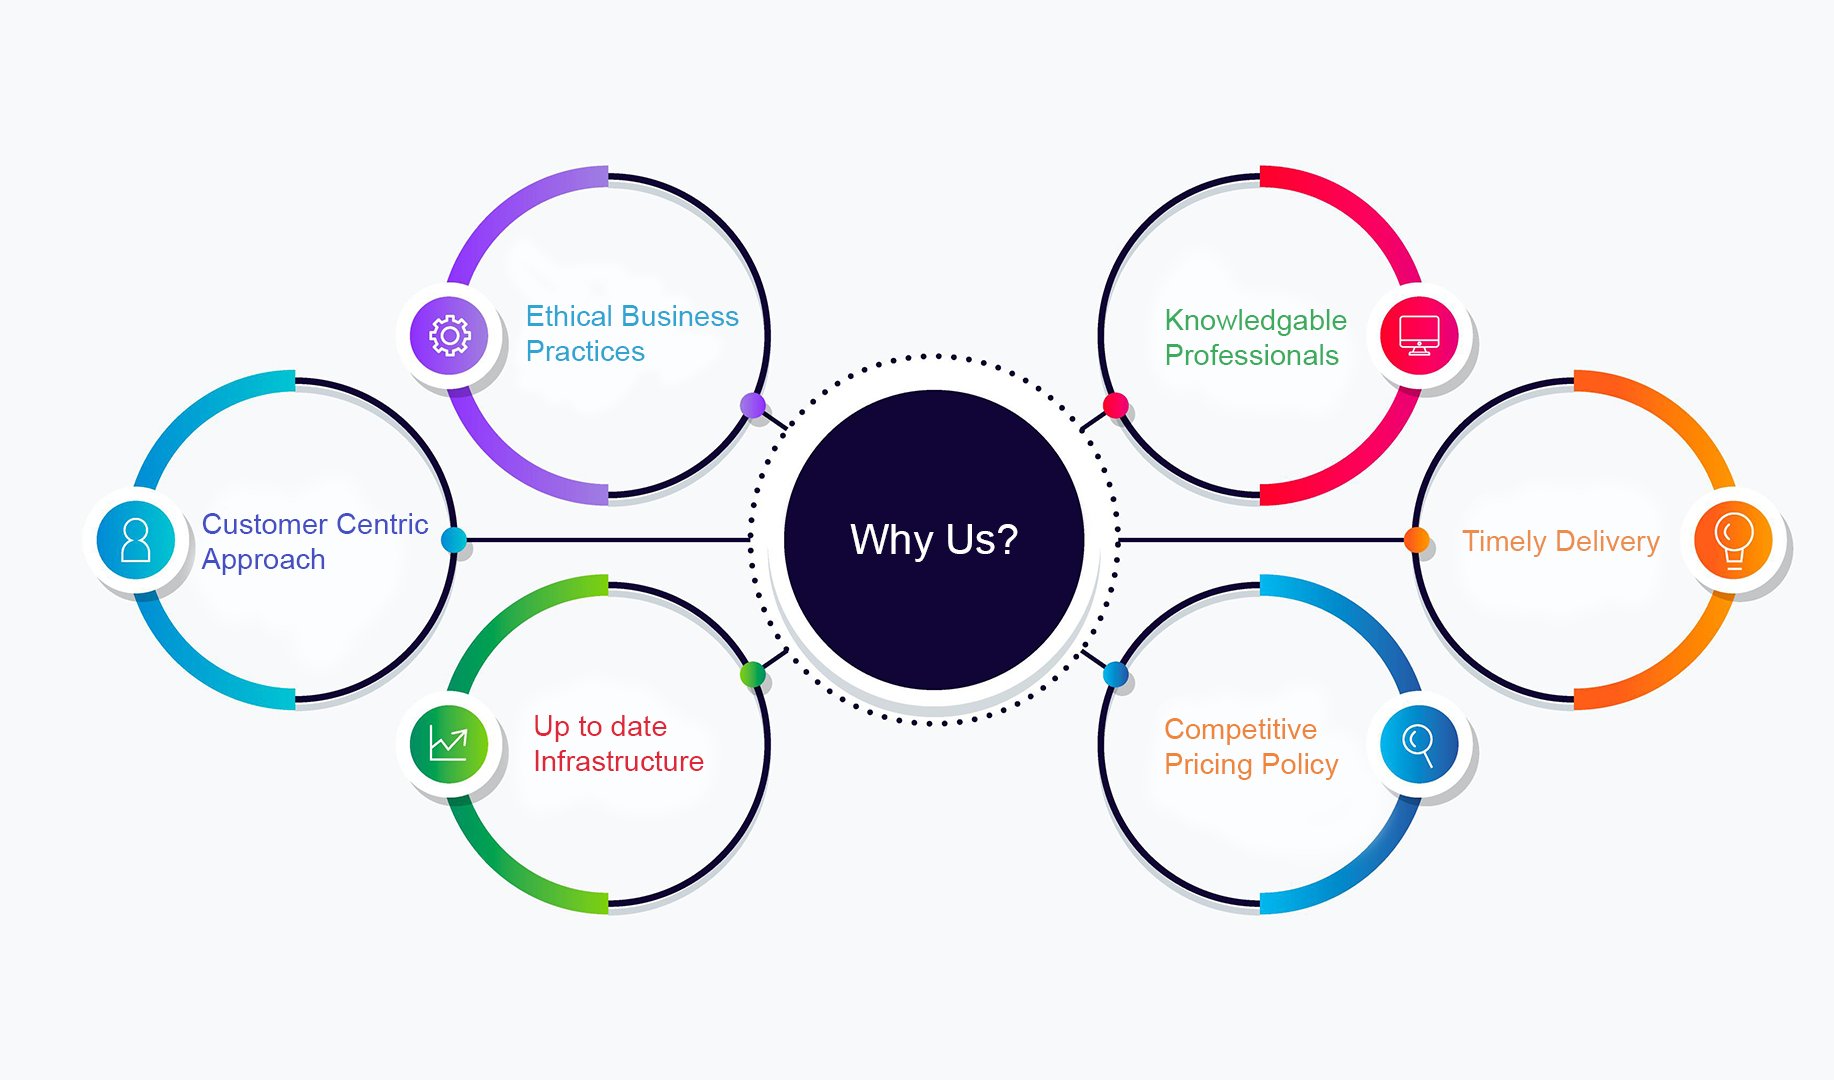 Ethical Business
Practices
Knowledgable
Professionals
Customer Centric
Approach
Why Us?
Timely Delivery
Up to date
Infrastructure
Competitive
Pricing Policy